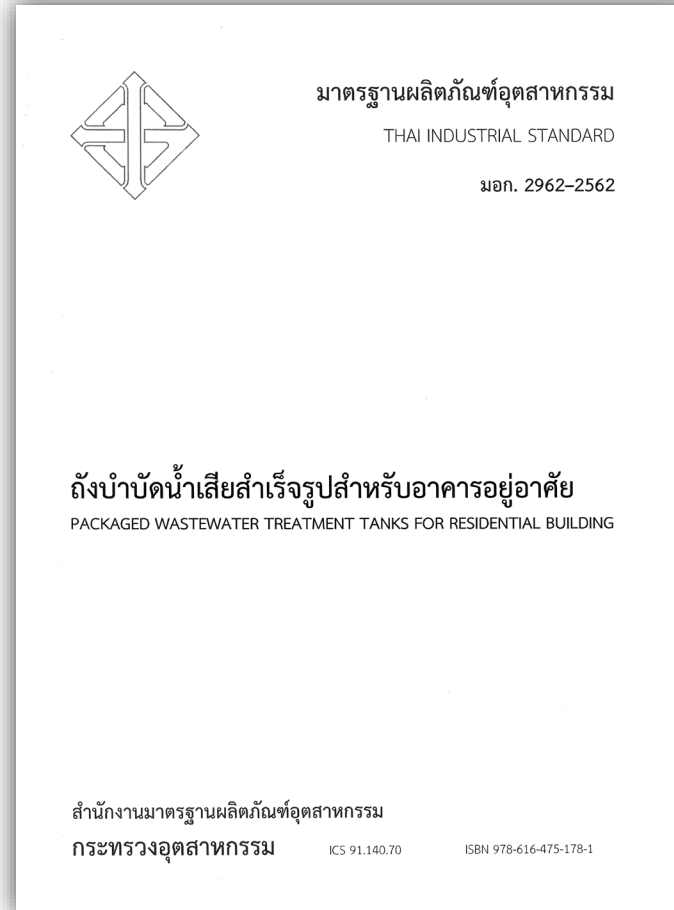 มาตรฐานผลิตภัณฑ์อุตสาหกรรม
THAI INDUSTRIAL STANDARD
มอก. 2962–2562
ถังบำบัดน้ำเสียสำเร็จรูปสำหรับอาคารอยู่อาศัย
PACKAGED WASTEWATER TREATMENT TANKS FOR RESIDENTIAL BUILDING
สำนักงานมาตรฐานผลิตภัณฑ์อุตสาหกรรม
กระทรวงอุตสาหกรรม ICS 91.140.70 ISBN 978-616-475-178-1